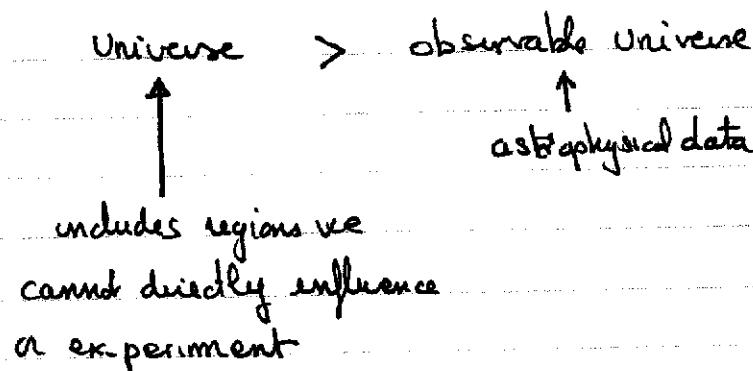 Universe > observable Universe
astrophysical data
includes regions we
cannot directly influence
or experiment